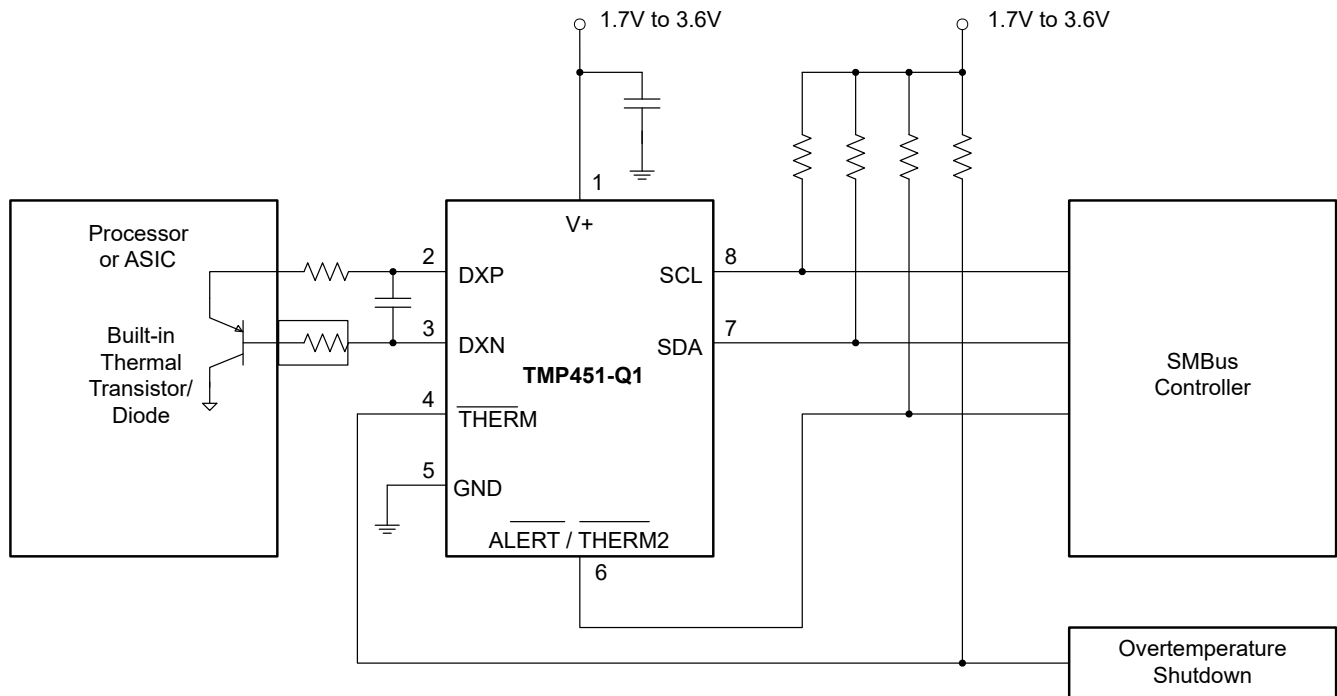 1.7V to 3.6V
1.7V to 3.6V
1
V+
Processor
or ASIC
Built-in
Thermal
Transistor/
Diode
2
DXP
3
DXN
4
THERM
5
GND
TMP451-Q1
SCL
8
SDA
7
ALERT / THERM2
6
SMBus
Controller
Overtemperature
Shutdown